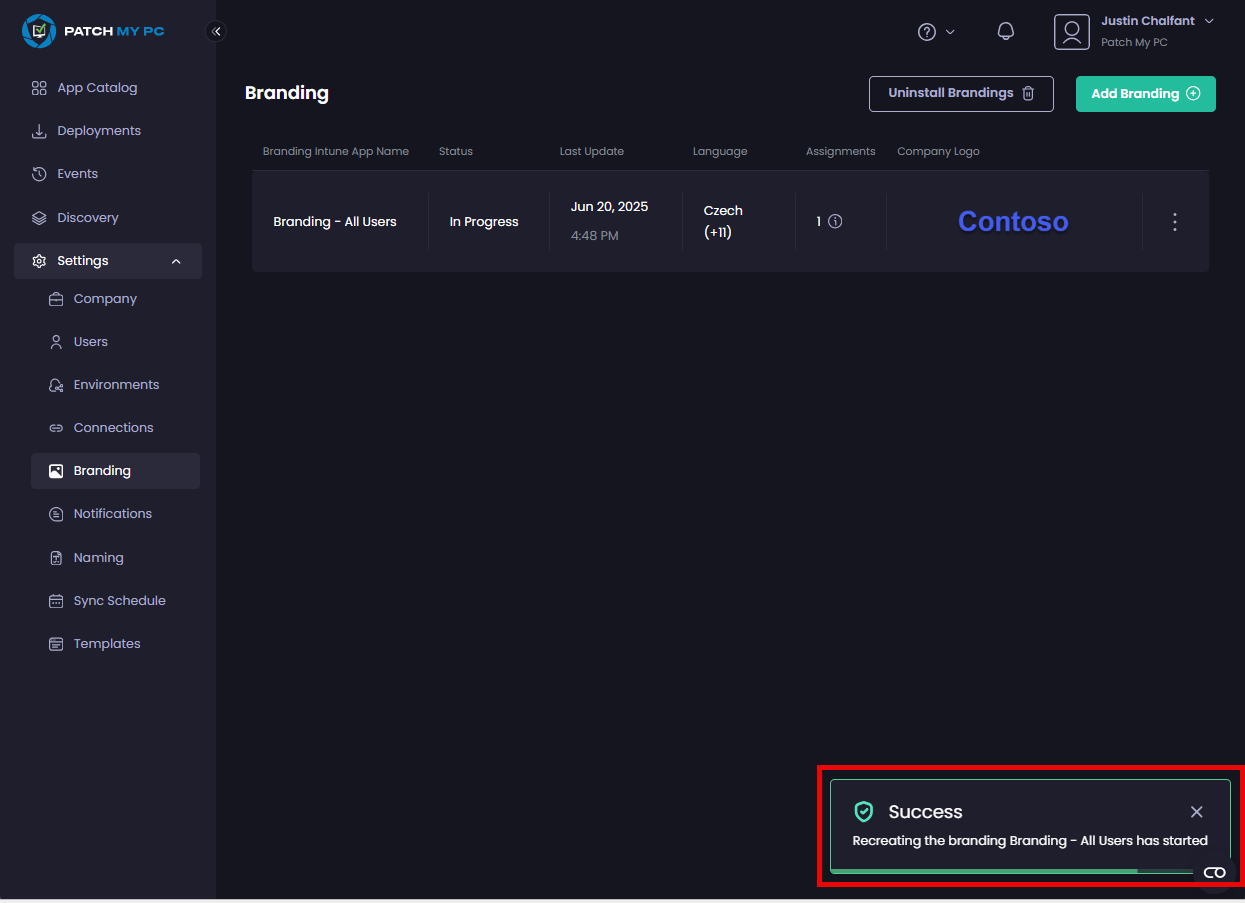 PATCH MY PC
Justin Chalfant
Patch My PC
App Catalog
Deployments
Events
Discovery
Settings
Company
Users
Environments
Connections
Branding
Notifications
Naming
Sync Schedule
Templates
Branding
Uninstall Brandings
Add Branding
Branding Intune App Name Status Last Update Language Assignments Company Logo
Branding - All Users In Progress Jun 20, 2025 Czech 1 Contoso
4:48 PM (+11)
Success
Recreating the branding Branding - All Users has started